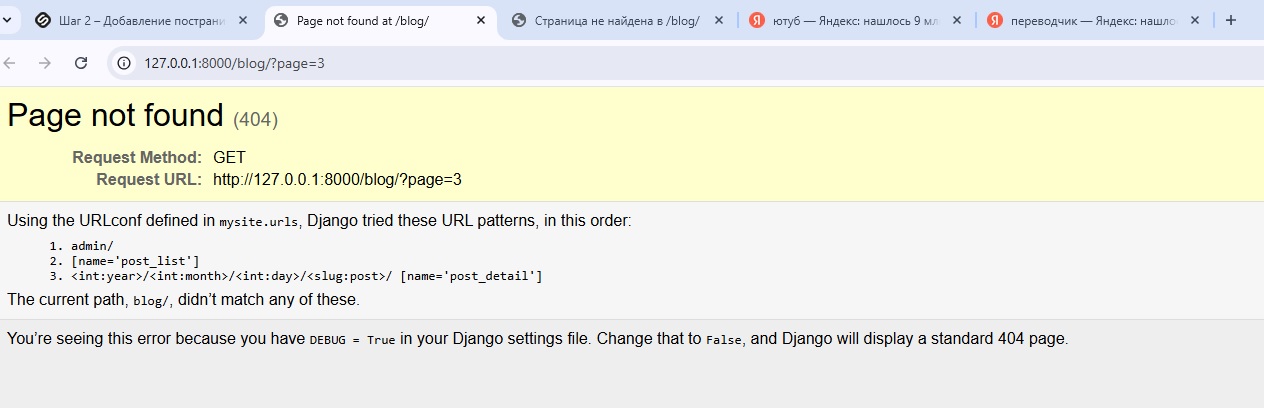 Шаг 2 – Добавление постран
Page not found at /blog/
Страница не найдена в /blog/
Я ютуб — Яндекс: нашлось 9 мл
Я переводчик — Яндекс: нашло
127.0.0.1:8000/blog/?page=3
Page not found (404)
Request Method: GET
Request URL: http://127.0.0.1:8000/blog/?page=3
Using the URLconf defined in mysite.urls, Django tried these URL patterns, in this order:
1. admin/
2. [name='post_list']
3. <int:year>/<int:month>/<int:day>/<slug:post>/ [name='post_detail']
The current path, blog/, didn’t match any of these.
You’re seeing this error because you have DEBUG = True in your Django settings file. Change that to False, and Django will display a standard 404 page.